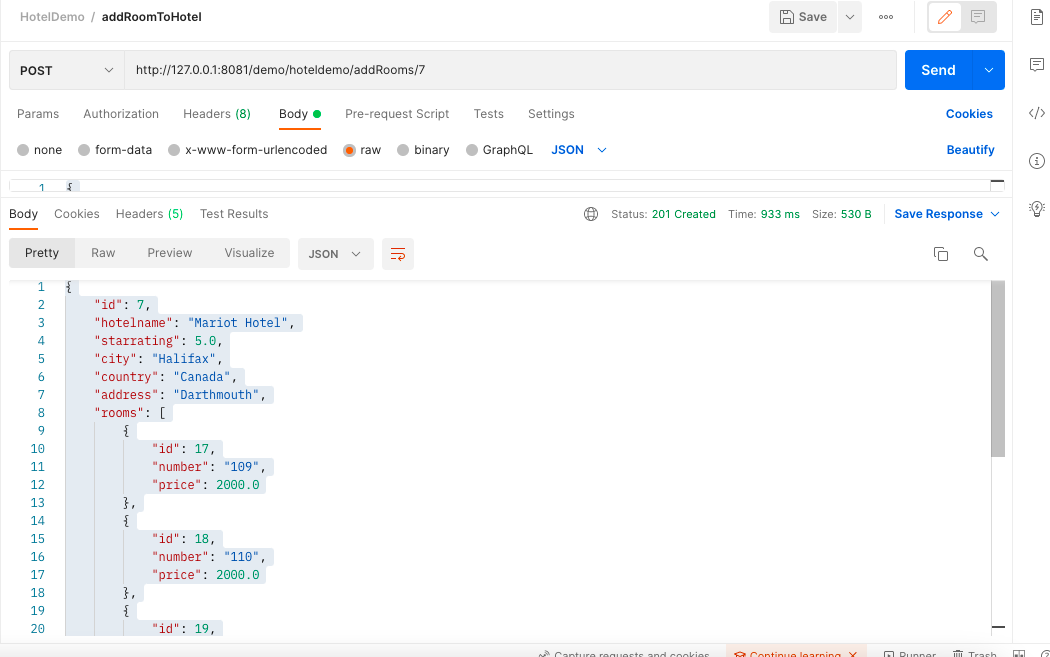 HotelDemo / addRoomToHotel
Save
POST http://127.0.0.1:8081/demo/hoteldemo/addRooms/7 Send
Params Authorization Headers (8) Body Pre-request Script Tests Settings Cookies
none form-data x-www-form-urlencoded raw binary GraphQL JSON Beautify
1 {
Body Cookies Headers (5) Test Results Status: 201 Created Time: 933 ms Size: 530 B Save Response
Pretty Raw Preview Visualize JSON
1 {
2 "id": 7,
3 "hotelname": "Mariot Hotel",
4 "starrating": 5.0,
5 "city": "Halifax",
6 "country": "Canada",
7 "address": "Darthmouth",
8 "rooms": [
9 {
10 "id": 17,
11 "number": "109",
12 "price": 2000.0
13 },
14 {
15 "id": 18,
16 "number": "110",
17 "price": 2000.0
18 },
19 {
20 "id": 19,
Capture requests and cookies Continue learning Runner Trash